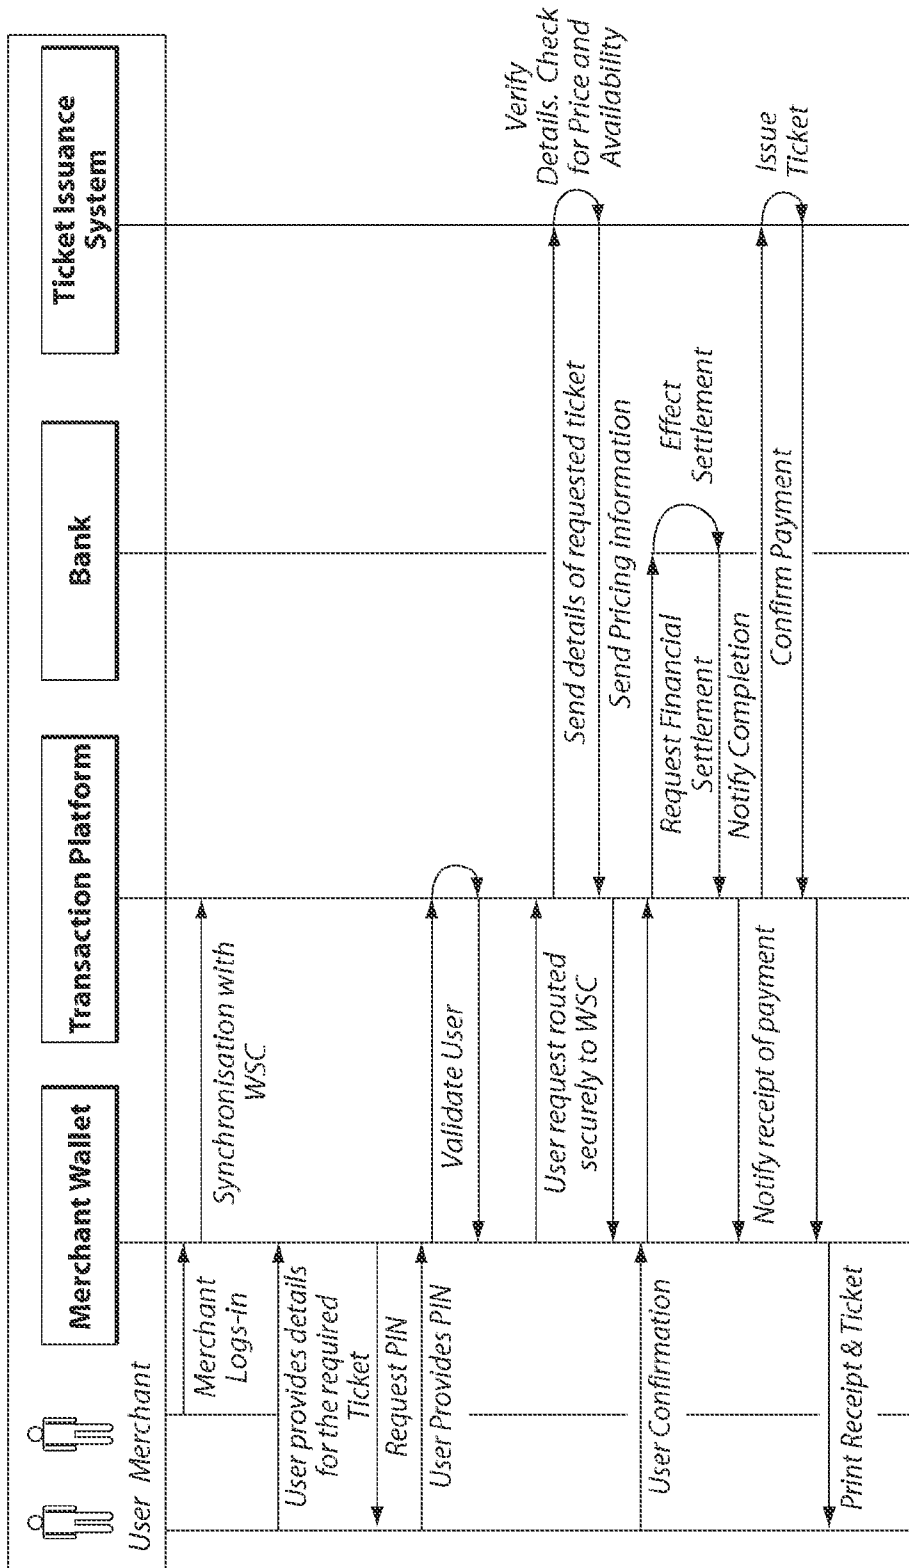 User
Merchant
Merchant Wallet
Transaction Platform
Bank
Ticket Issuance
System
Merchant
Logs-in
Synchronisation with
WSC
User provides details
for the required
Ticket
Request PIN
User Provides PIN
Validate User
User request routed
securely to WSC
Send details of requested ticket
Verify
Details. Check
for Price and
Availability
Send Pricing information
User Confirmation
Request Financial
Settlement
Effect
Settlement
Notify Completion
Notify receipt of payment
Confirm Payment
Issue
Ticket
Print Receipt & Ticket